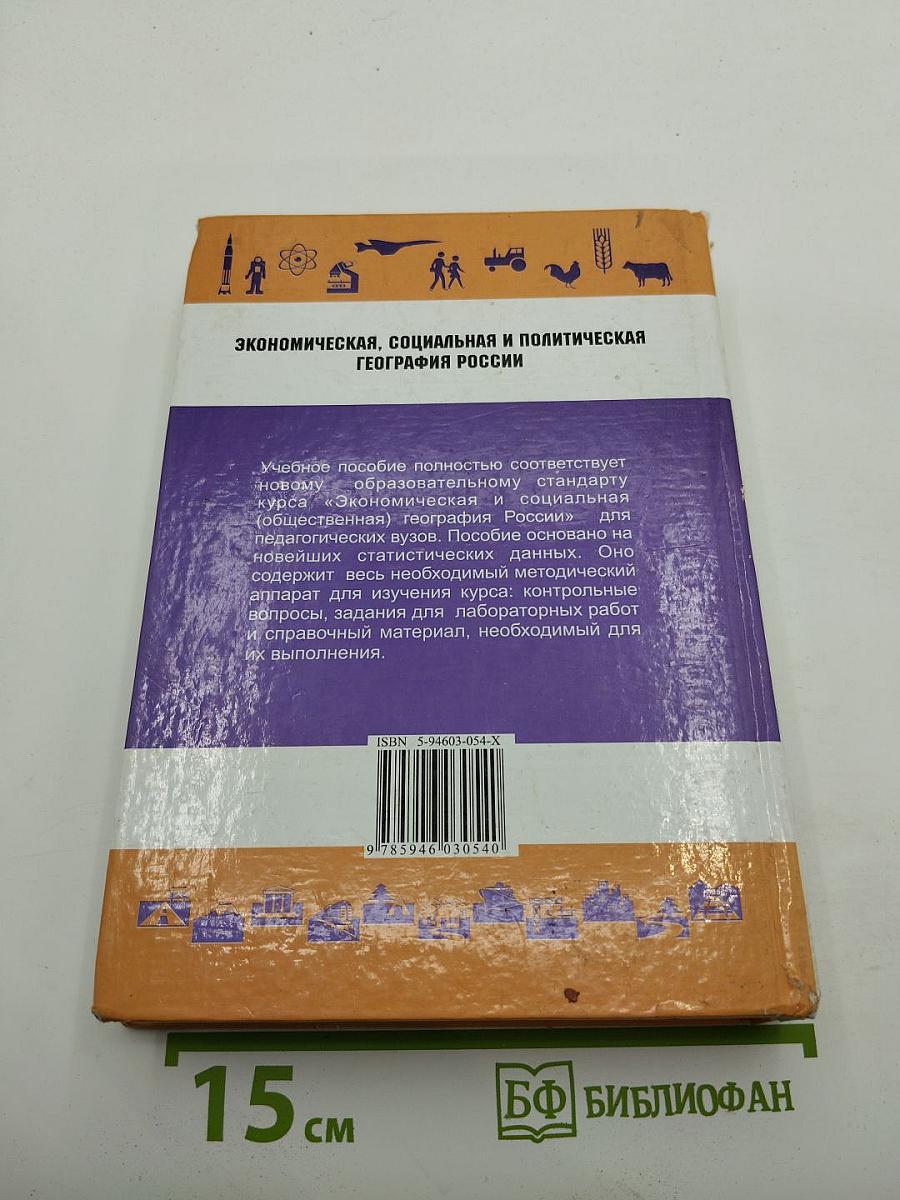 ЭКОНОМИЧЕСКАЯ, СОЦИАЛЬНАЯ И ПОЛИТИЧЕСКАЯ
ГЕОГРАФИЯ РОССИИ
Учебное пособие полностью соответствует
новому образовательному стандарту
курса «Экономическая и социальная
(общественная) география России» для
педагогических вузов. Пособие основано на
новейших статистических данных. Оно
содержит весь необходимый методический
аппарат для изучения курса: контрольные
вопросы, задания для лабораторных работ
и справочный материал, необходимый для
их выполнения.
ISBN 5-94603-054-X
9 785946 030540
15 см
БФ БИБЛИОФАН